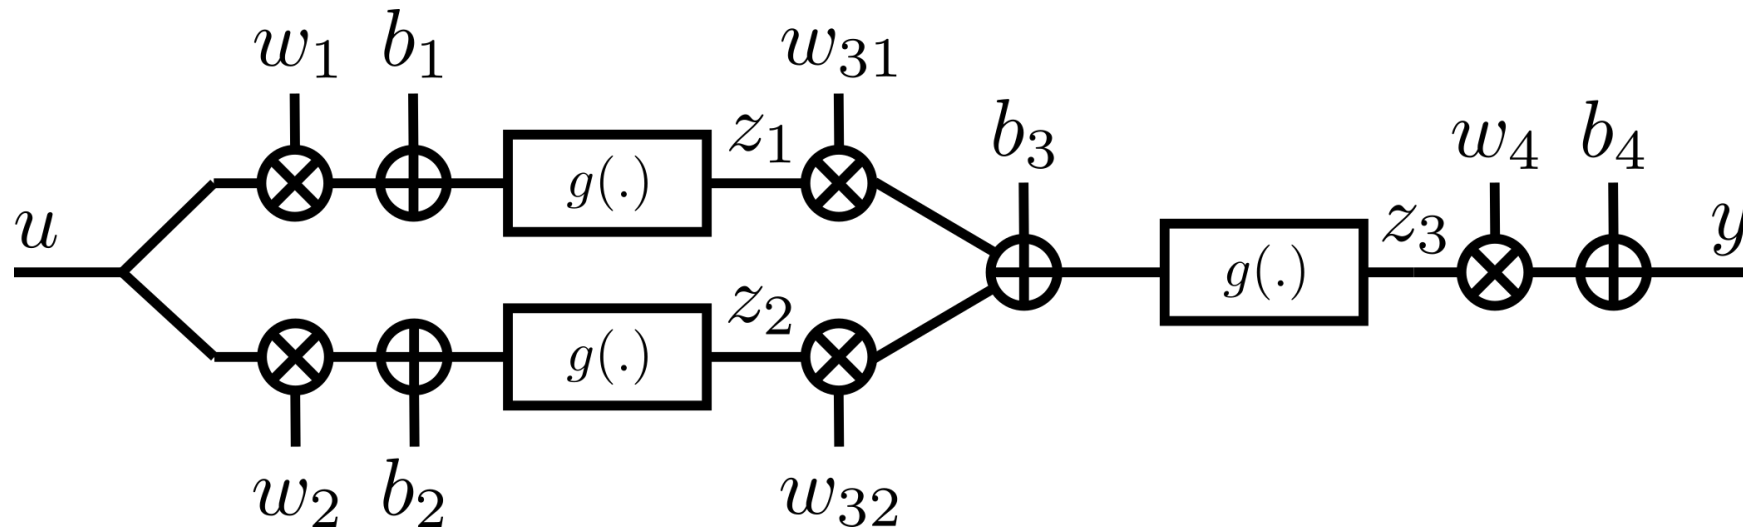 w₁ b₁ w₃₁
z₁ b₃ w₄ b₄
g(.)
u z₃ y
g(.)
z₂
g(.)
w₂ b₂ w₃₂